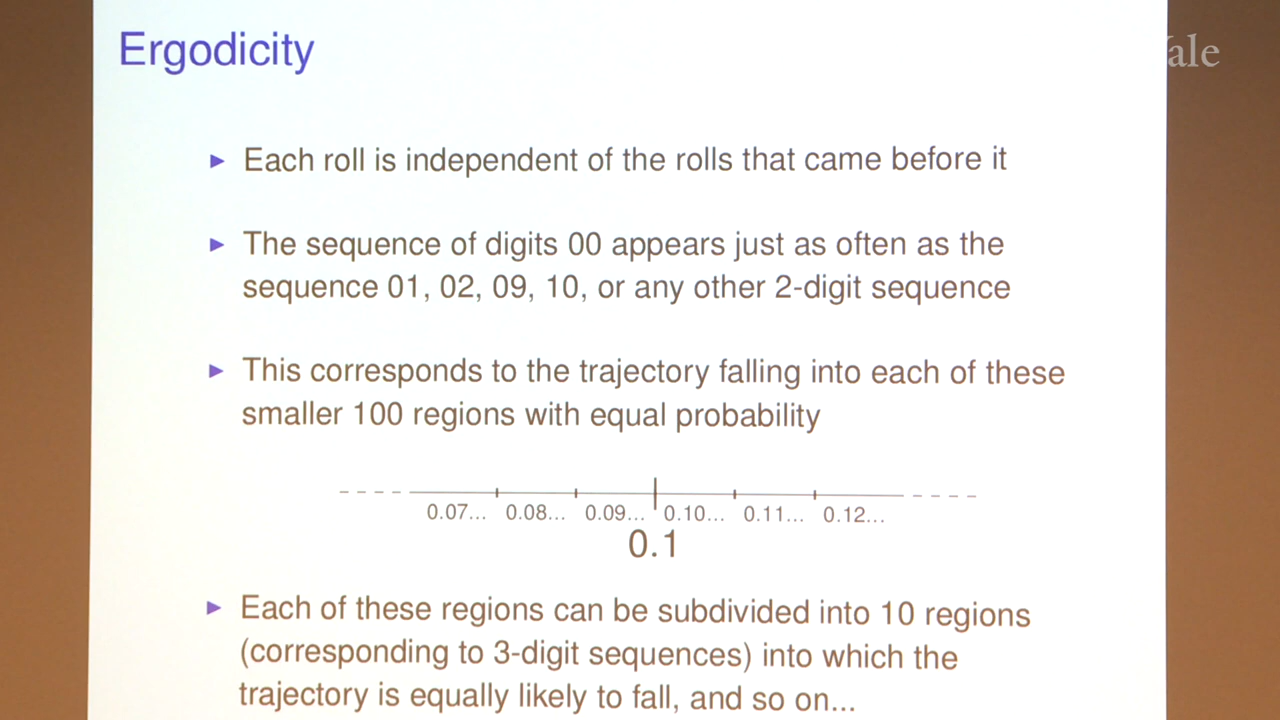 Ergodicity
ale
Each roll is independent of the rolls that came before it
The sequence of digits 00 appears just as often as the
sequence 01, 02, 09, 10, or any other 2-digit sequence
This corresponds to the trajectory falling into each of these
smaller 100 regions with equal probability
0.07... 0.08... 0.09... 0.10... 0.11... 0.12...
0.1
Each of these regions can be subdivided into 10 regions
(corresponding to 3-digit sequences) into which the
trajectory is equally likely to fall, and so on...